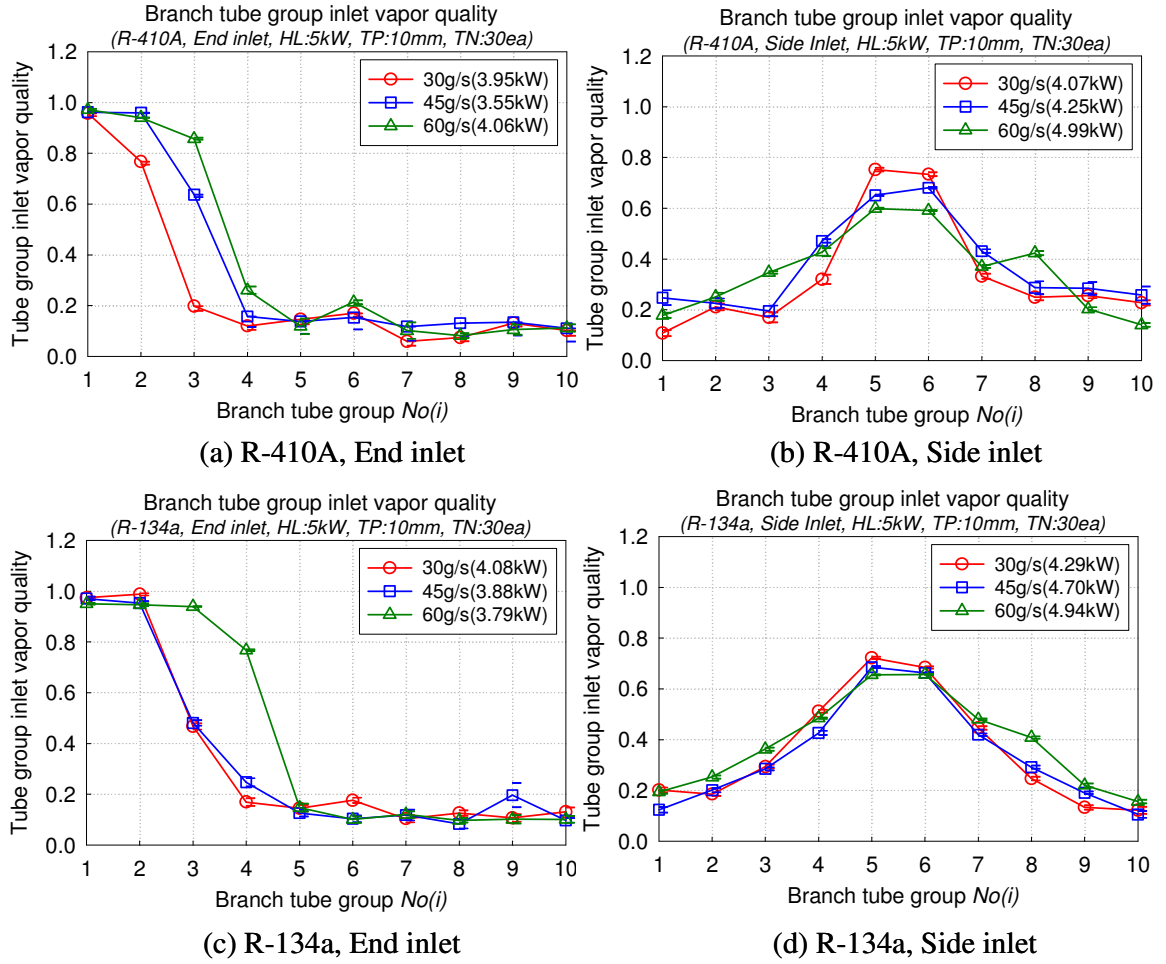 Branch tube group inlet vapor quality
(R-410A, End inlet, HL:5kW, TP:10mm, TN:30ea)
1.2
1.0
0.8
0.6
0.4
0.2
0.0
Tube group inlet vapor quality
30g/s(3.95kW)
45g/s(3.55kW)
60g/s(4.06kW)
1 2 3 4 5 6 7 8 9 10
Branch tube group No(i)
(a) R-410A, End inlet
Branch tube group inlet vapor quality
(R-410A, Side Inlet, HL:5kW, TP:10mm, TN:30ea)
1.2
1.0
0.8
0.6
0.4
0.2
0.0
Tube group inlet vapor quality
30g/s(4.07kW)
45g/s(4.25kW)
60g/s(4.99kW)
1 2 3 4 5 6 7 8 9 10
Branch tube group No(i)
(b) R-410A, Side inlet
Branch tube group inlet vapor quality
(R-134a, End inlet, HL:5kW, TP:10mm, TN:30ea)
1.2
1.0
0.8
0.6
0.4
0.2
0.0
Tube group inlet vapor quality
30g/s(4.08kW)
45g/s(3.88kW)
60g/s(3.79kW)
1 2 3 4 5 6 7 8 9 10
Branch tube group No(i)
(c) R-134a, End inlet
Branch tube group inlet vapor quality
(R-134a, Side Inlet, HL:5kW, TP:10mm, TN:30ea)
1.2
1.0
0.8
0.6
0.4
0.2
0.0
Tube group inlet vapor quality
30g/s(4.29kW)
45g/s(4.70kW)
60g/s(4.94kW)
1 2 3 4 5 6 7 8 9 10
Branch tube group No(i)
(d) R-134a, Side inlet